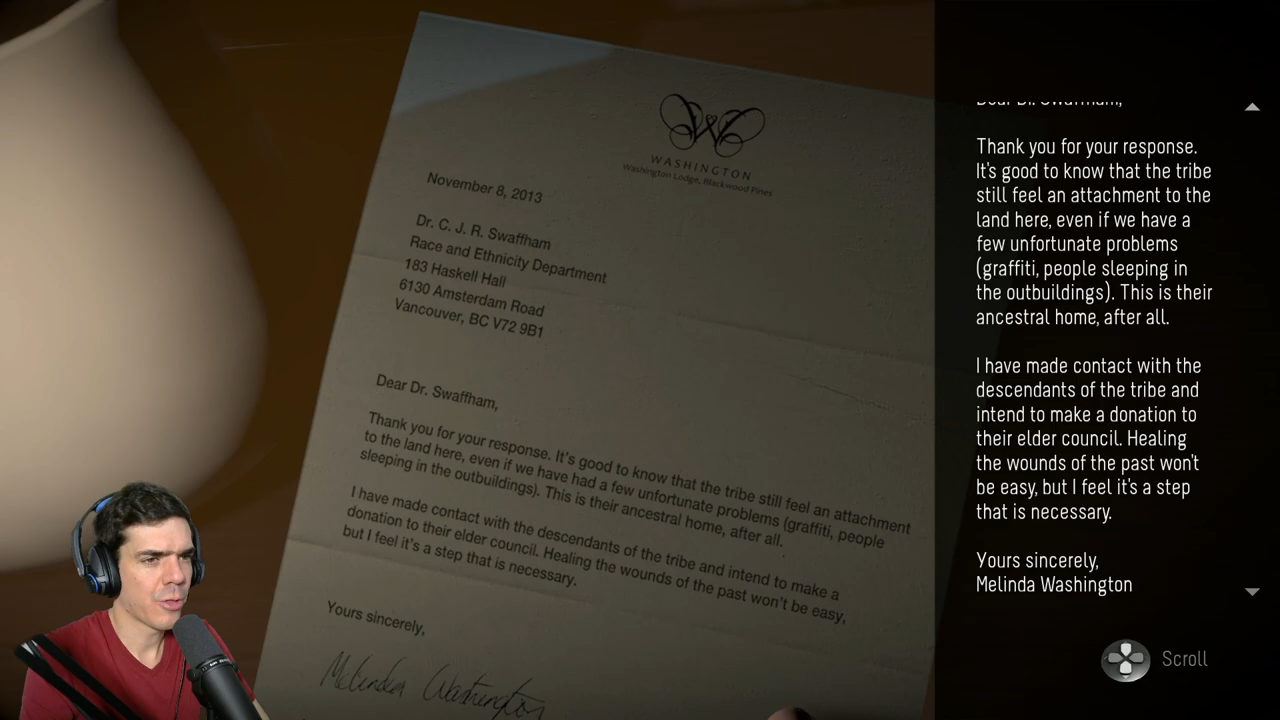 WASHINGTON
Washington Lodge, Blackwood Pines
November 8, 2013
Dr. C. J. R. Swaffham
Race and Ethnicity Department
183 Haskell Hall
6130 Amsterdam Road
Vancouver, BC V72 9B1
Dear Dr. Swaffham,
Thank you for your response. It's good to know that the tribe still feel an attachment
to the land here, even if we have had a few unfortunate problems (graffiti, people
sleeping in the outbuildings). This is their ancestral home, after all.
I have made contact with the descendants of the tribe and intend to make a
donation to their elder council. Healing the wounds of the past won't be easy,
but I feel it's a step that is necessary.
Yours sincerely,
Melinda Washington
Dear Dr. Swaffham,
Thank you for your response.
It's good to know that the tribe
still feel an attachment to the
land here, even if we have a
few unfortunate problems
(graffiti, people sleeping in
the outbuildings). This is their
ancestral home, after all.
I have made contact with the
descendants of the tribe and
intend to make a donation to
their elder council. Healing
the wounds of the past won't
be easy, but I feel it's a step
that is necessary.
Yours sincerely,
Melinda Washington
Scroll